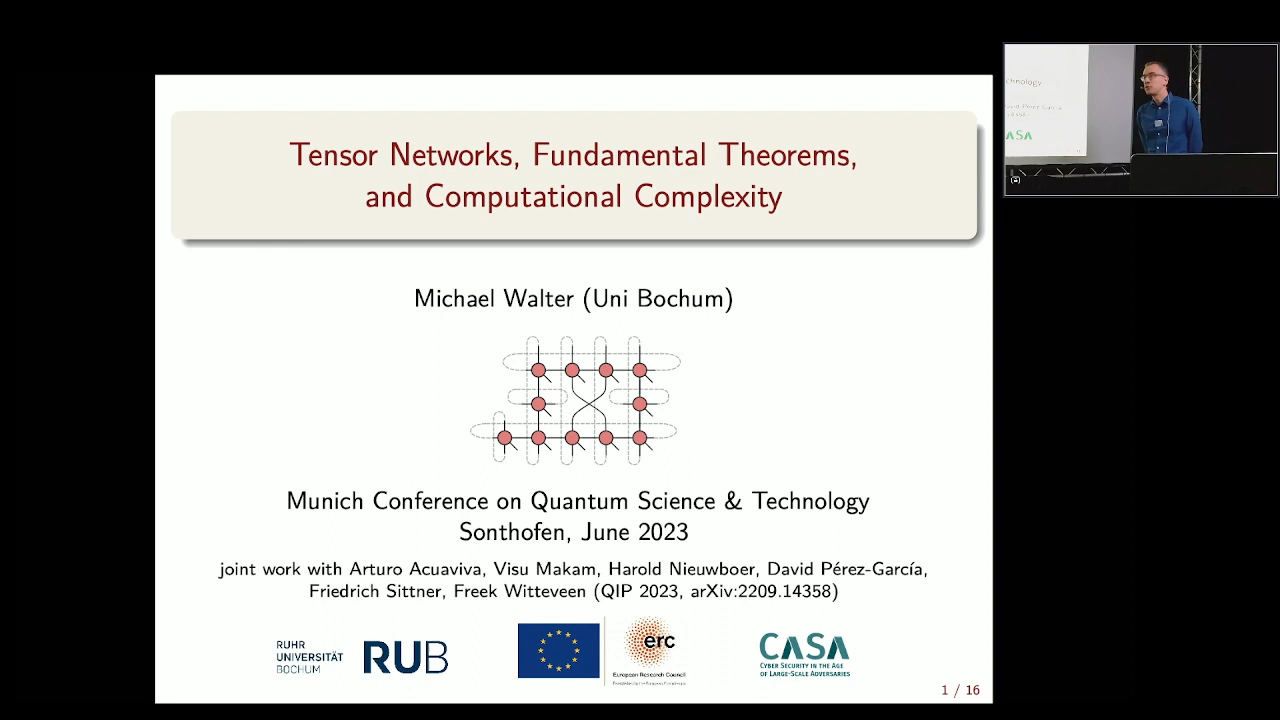 Tensor Networks, Fundamental Theorems,
and Computational Complexity
Michael Walter (Uni Bochum)
Munich Conference on Quantum Science & Technology
Sonthofen, June 2023
joint work with Arturo Acuaviva, Visu Makam, Harold Nieuwboer, David Pérez-García,
Friedrich Sittner, Freek Witteveen (QIP 2023, arXiv:2209.14358)
RUHR
UNIVERSITÄT
BOCHUM
RUB
erc
European Research Council
CASA
CYBER SECURITY IN THE AGE
OF LARGE-SCALE ADVERSARIES
1 / 16
chnology
ASA